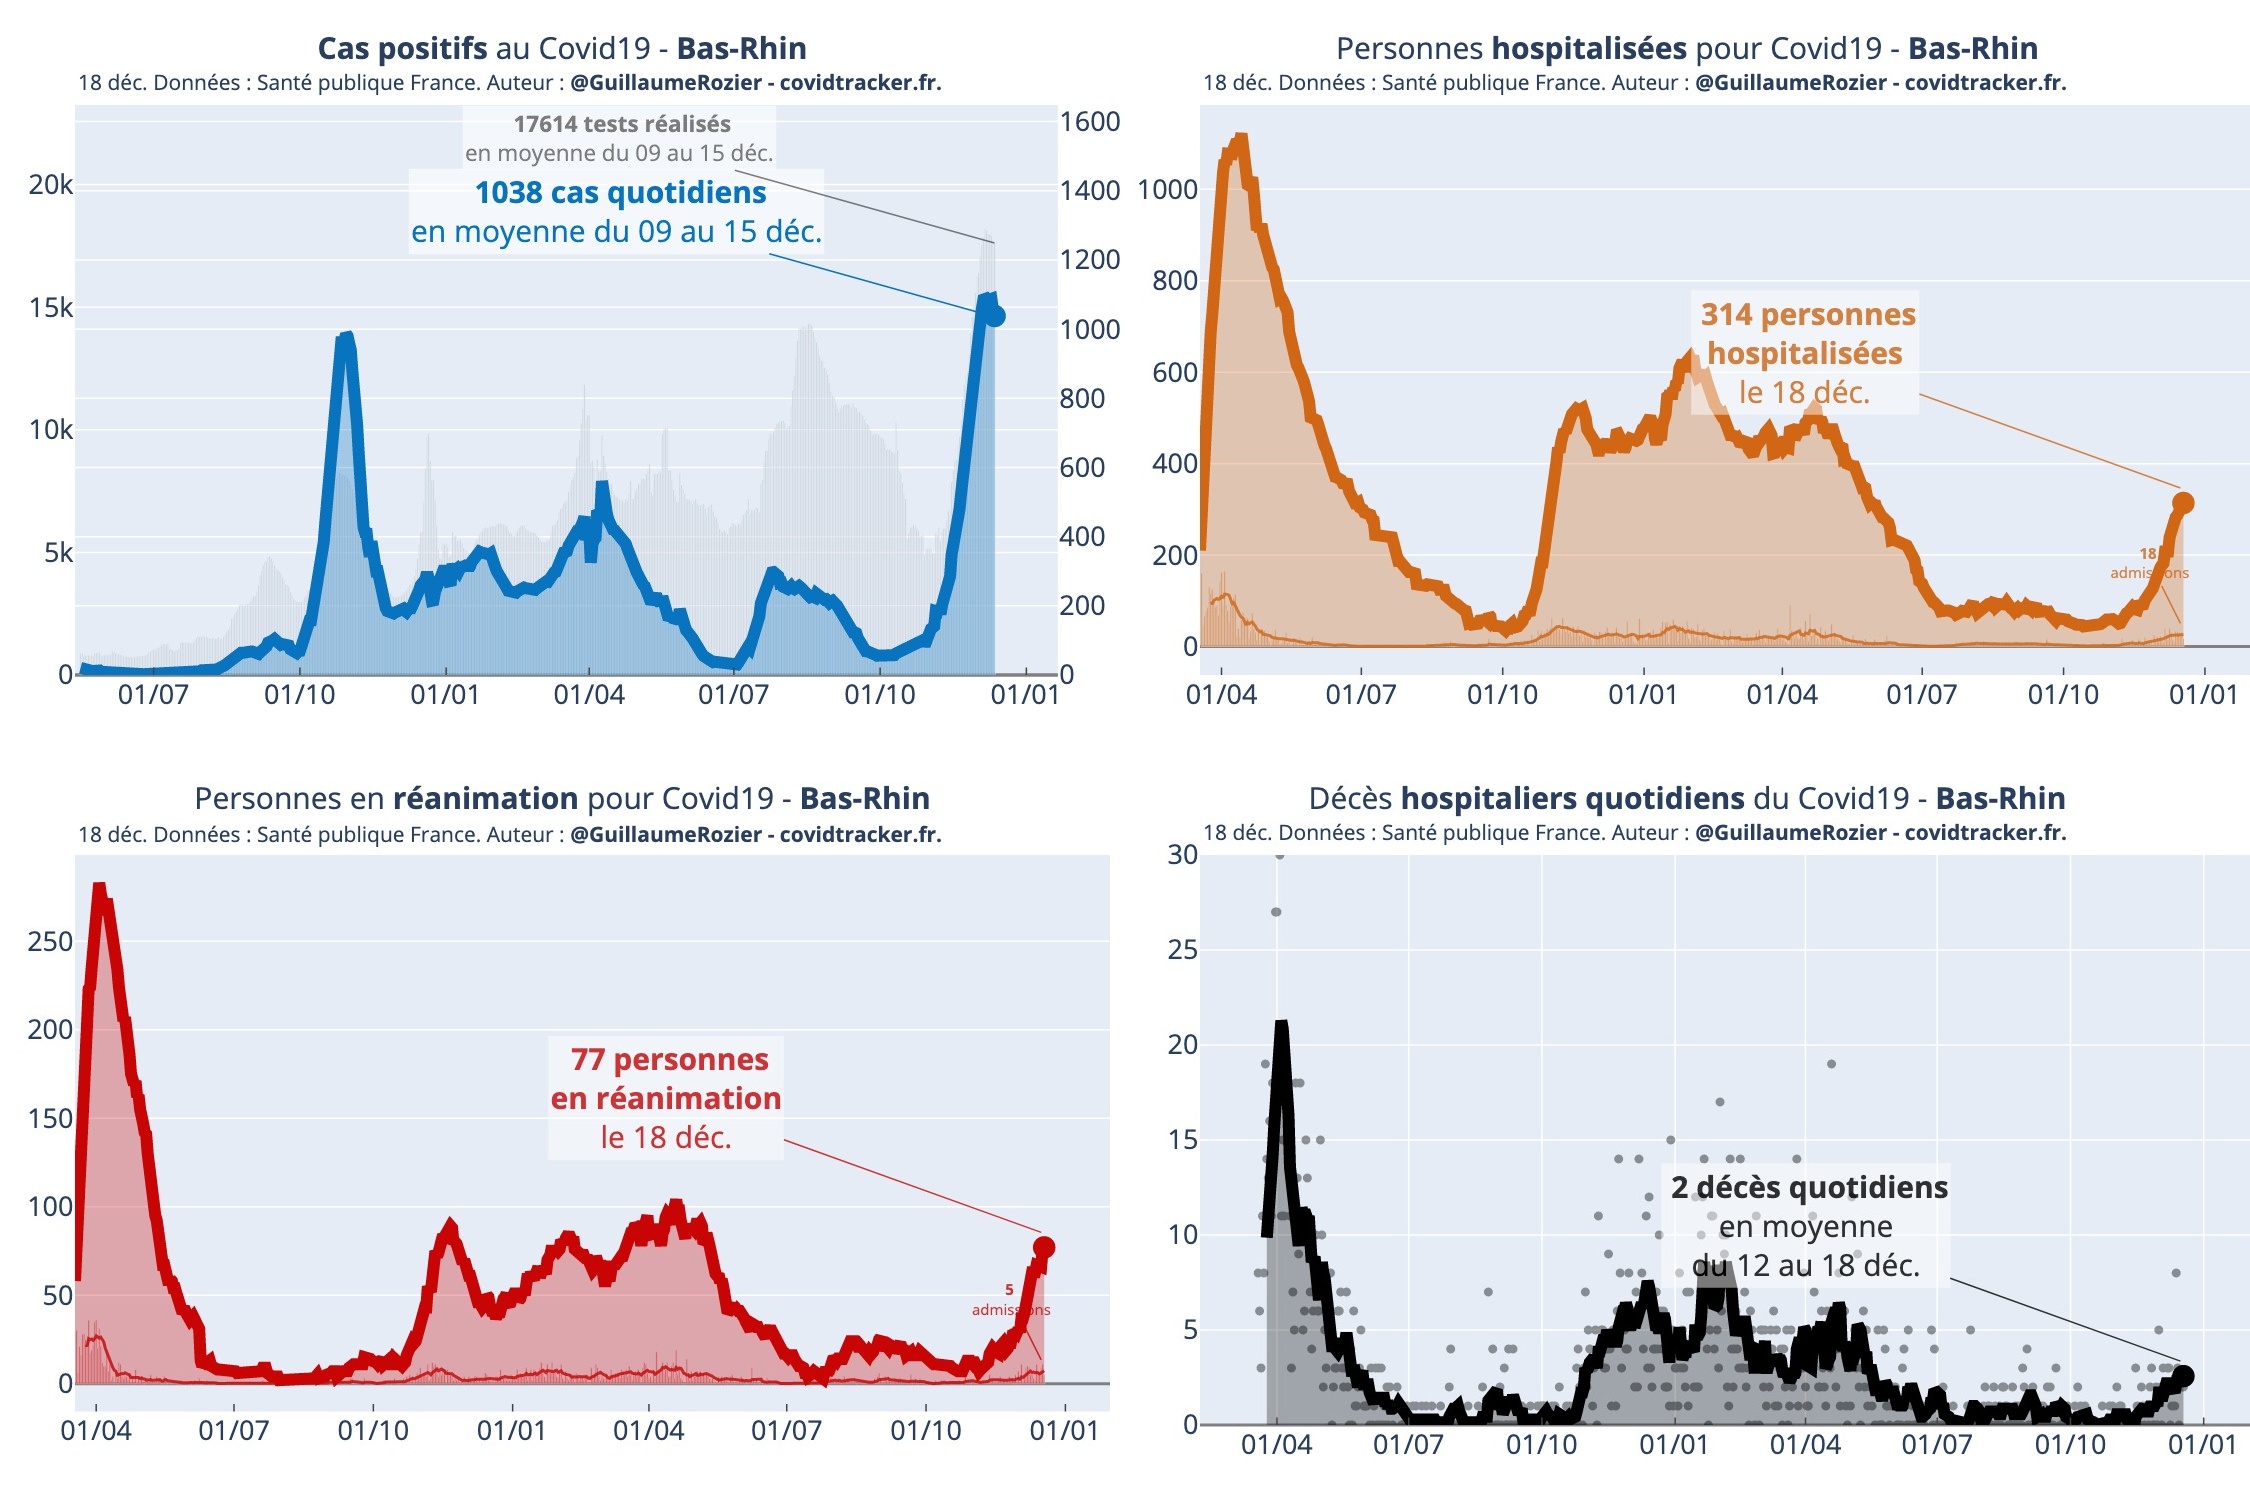 Cas positifs au Covid19 - Bas-Rhin
18 déc. Données : Santé publique France. Auteur : @GuillaumeRozier - covidtracker.fr.
17614 tests réalisés
en moyenne du 09 au 15 déc.
1038 cas quotidiens
en moyenne du 09 au 15 déc.
20k
15k
10k
5k
0
1600
1400
1200
1000
800
600
400
200
0
01/07 01/10 01/01 01/04 01/07 01/10 01/01
Personnes hospitalisées pour Covid19 - Bas-Rhin
18 déc. Données : Santé publique France. Auteur : @GuillaumeRozier - covidtracker.fr.
1000
800
600
400
200
0
314 personnes
hospitalisées
le 18 déc.
18
admissions
01/04 01/07 01/10 01/01 01/04 01/07 01/10 01/01
Personnes en réanimation pour Covid19 - Bas-Rhin
18 déc. Données : Santé publique France. Auteur : @GuillaumeRozier - covidtracker.fr.
250
200
150
100
50
0
77 personnes
en réanimation
le 18 déc.
5
admissions
01/04 01/07 01/10 01/01 01/04 01/07 01/10 01/01
Décès hospitaliers quotidiens du Covid19 - Bas-Rhin
18 déc. Données : Santé publique France. Auteur : @GuillaumeRozier - covidtracker.fr.
30
25
20
15
10
5
0
2 décès quotidiens
en moyenne
du 12 au 18 déc.
01/04 01/07 01/10 01/01 01/04 01/07 01/10 01/01